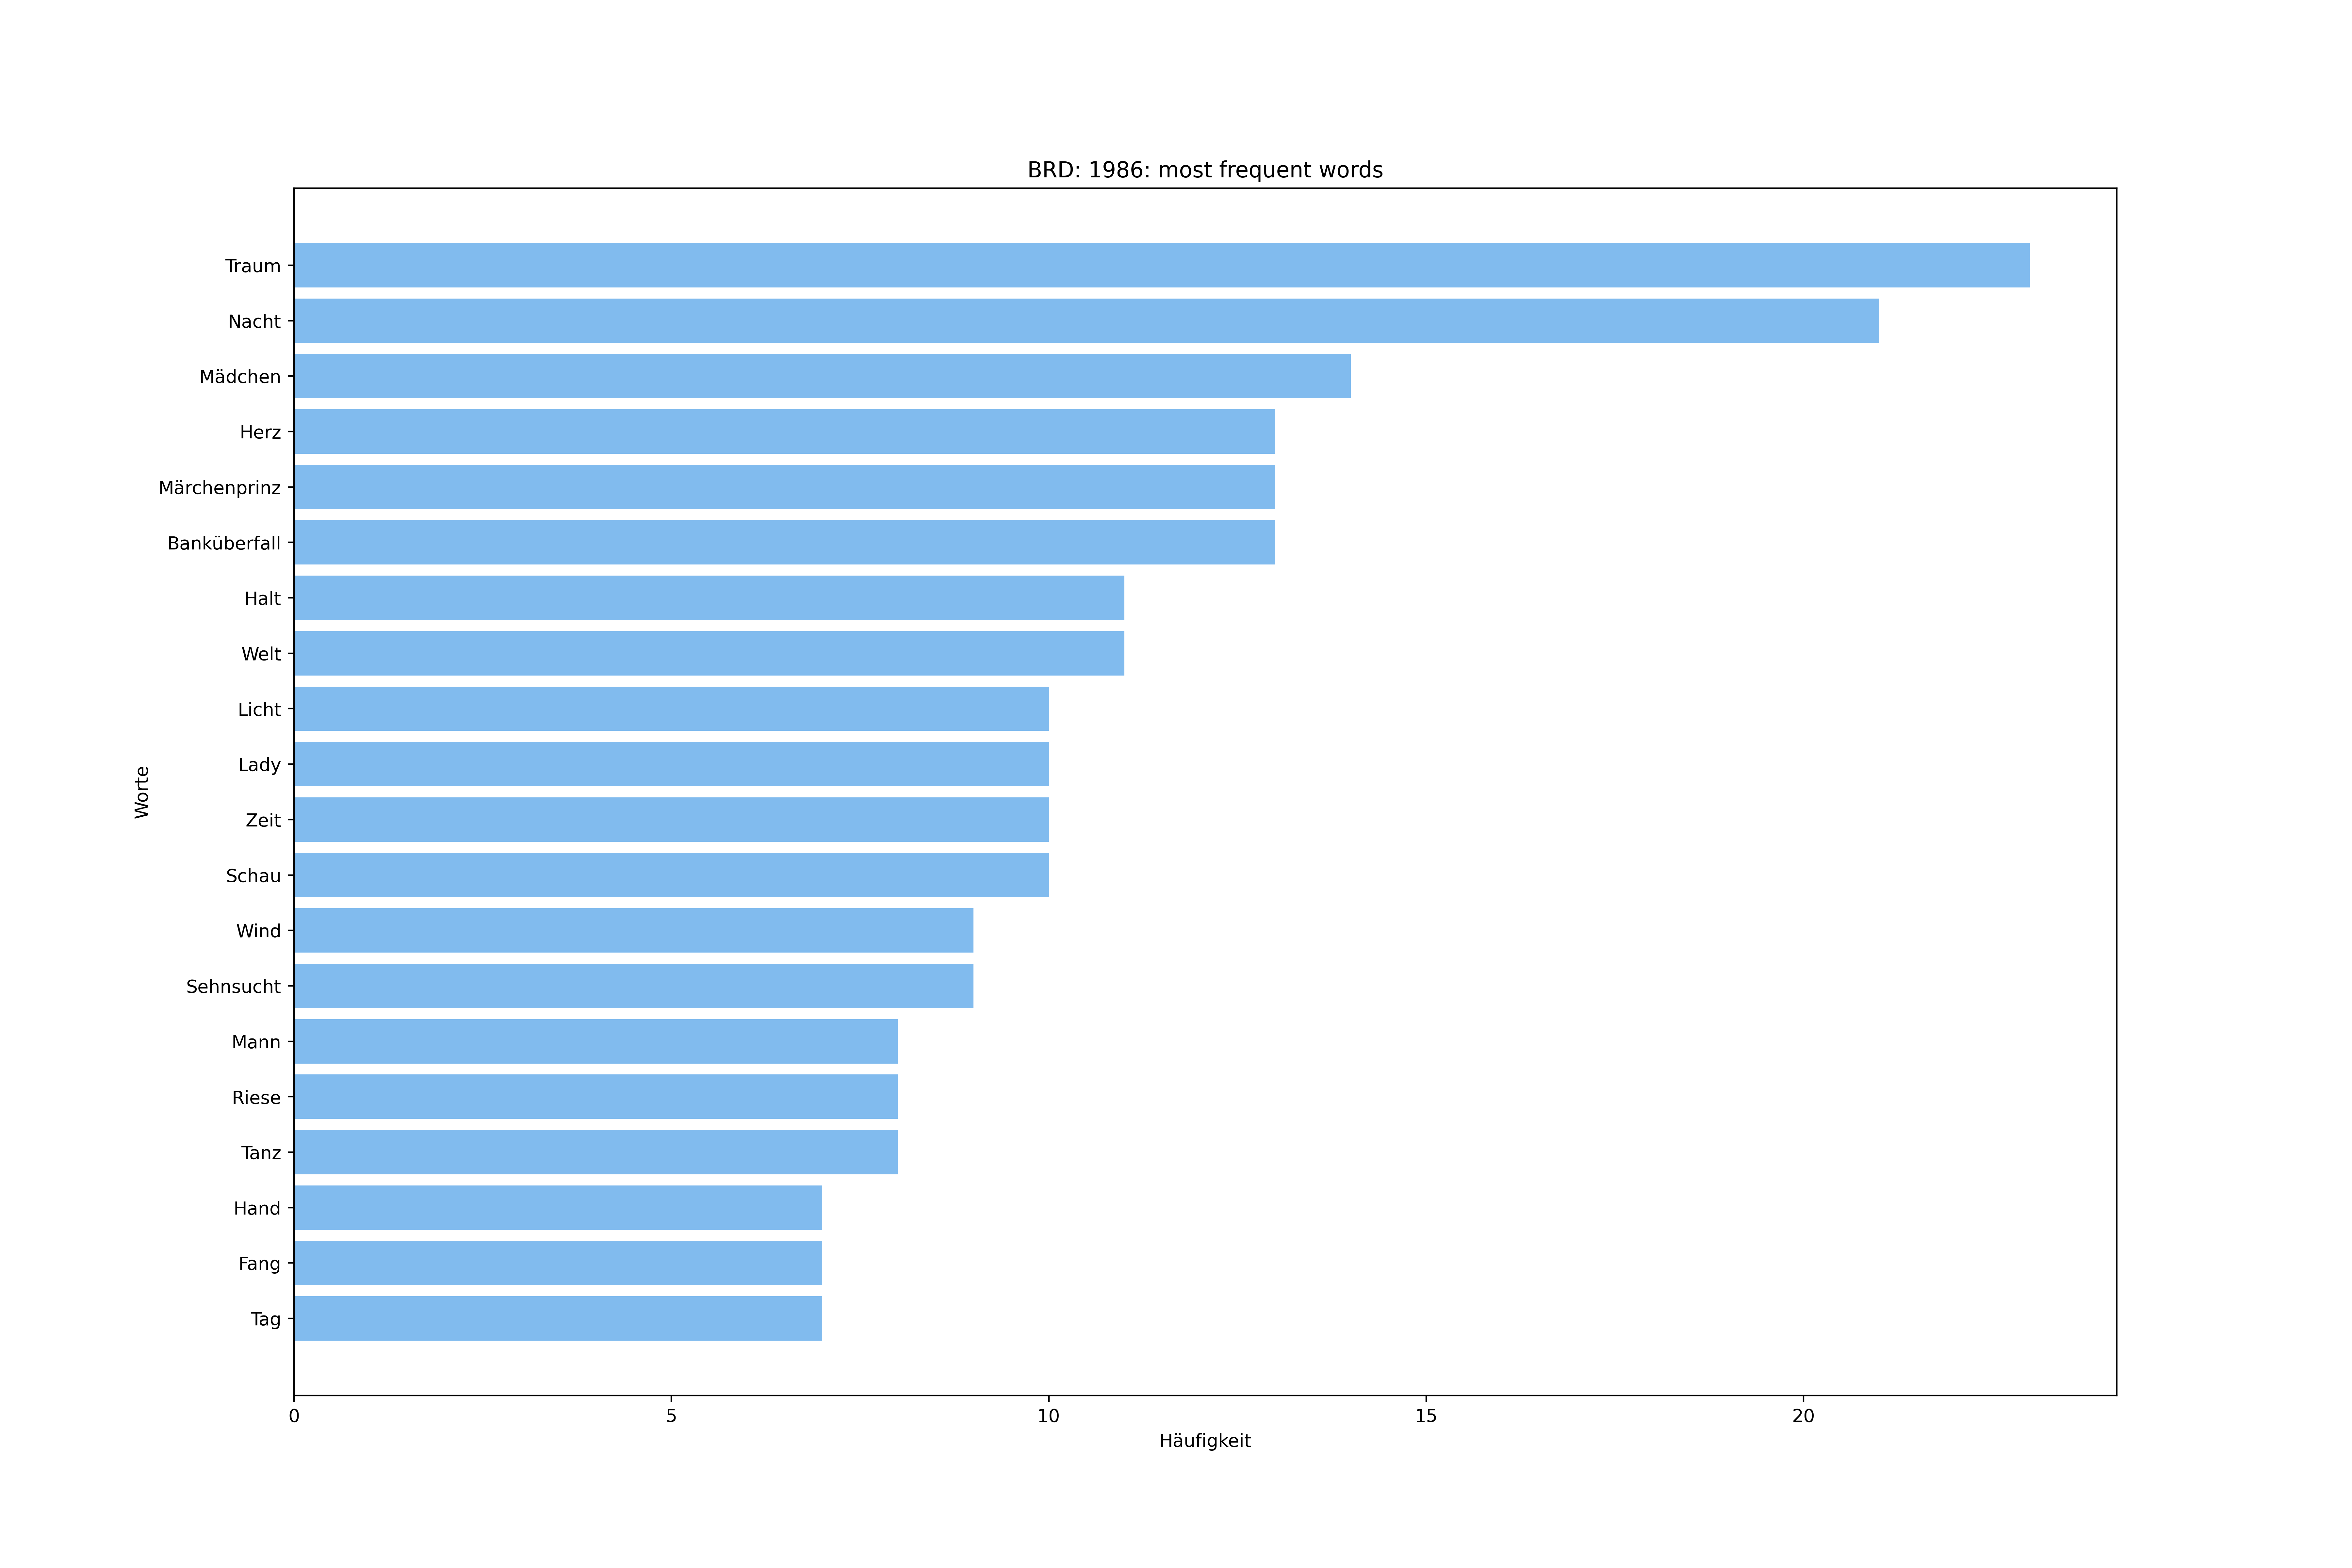 BRD: 1986: most frequent words
Traum
Nacht
Mädchen
Herz
Märchenprinz
Banküberfall
Halt
Welt
Licht
Lady
Zeit
Schau
Wind
Sehnsucht
Mann
Riese
Tanz
Hand
Fang
Tag
Worte
0 5 10 15 20
Häufigkeit